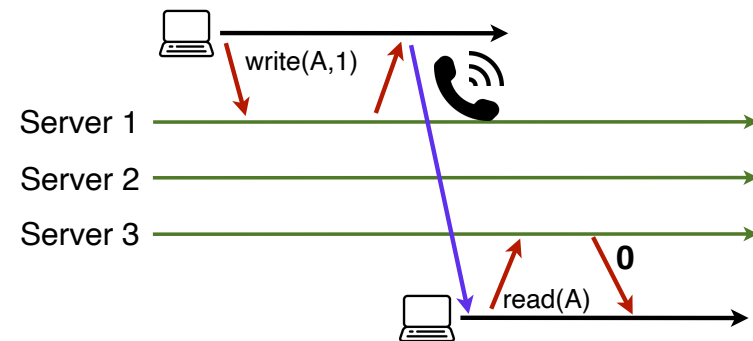 write(A,1)
Server 1
Server 2
Server 3
0
read(A)